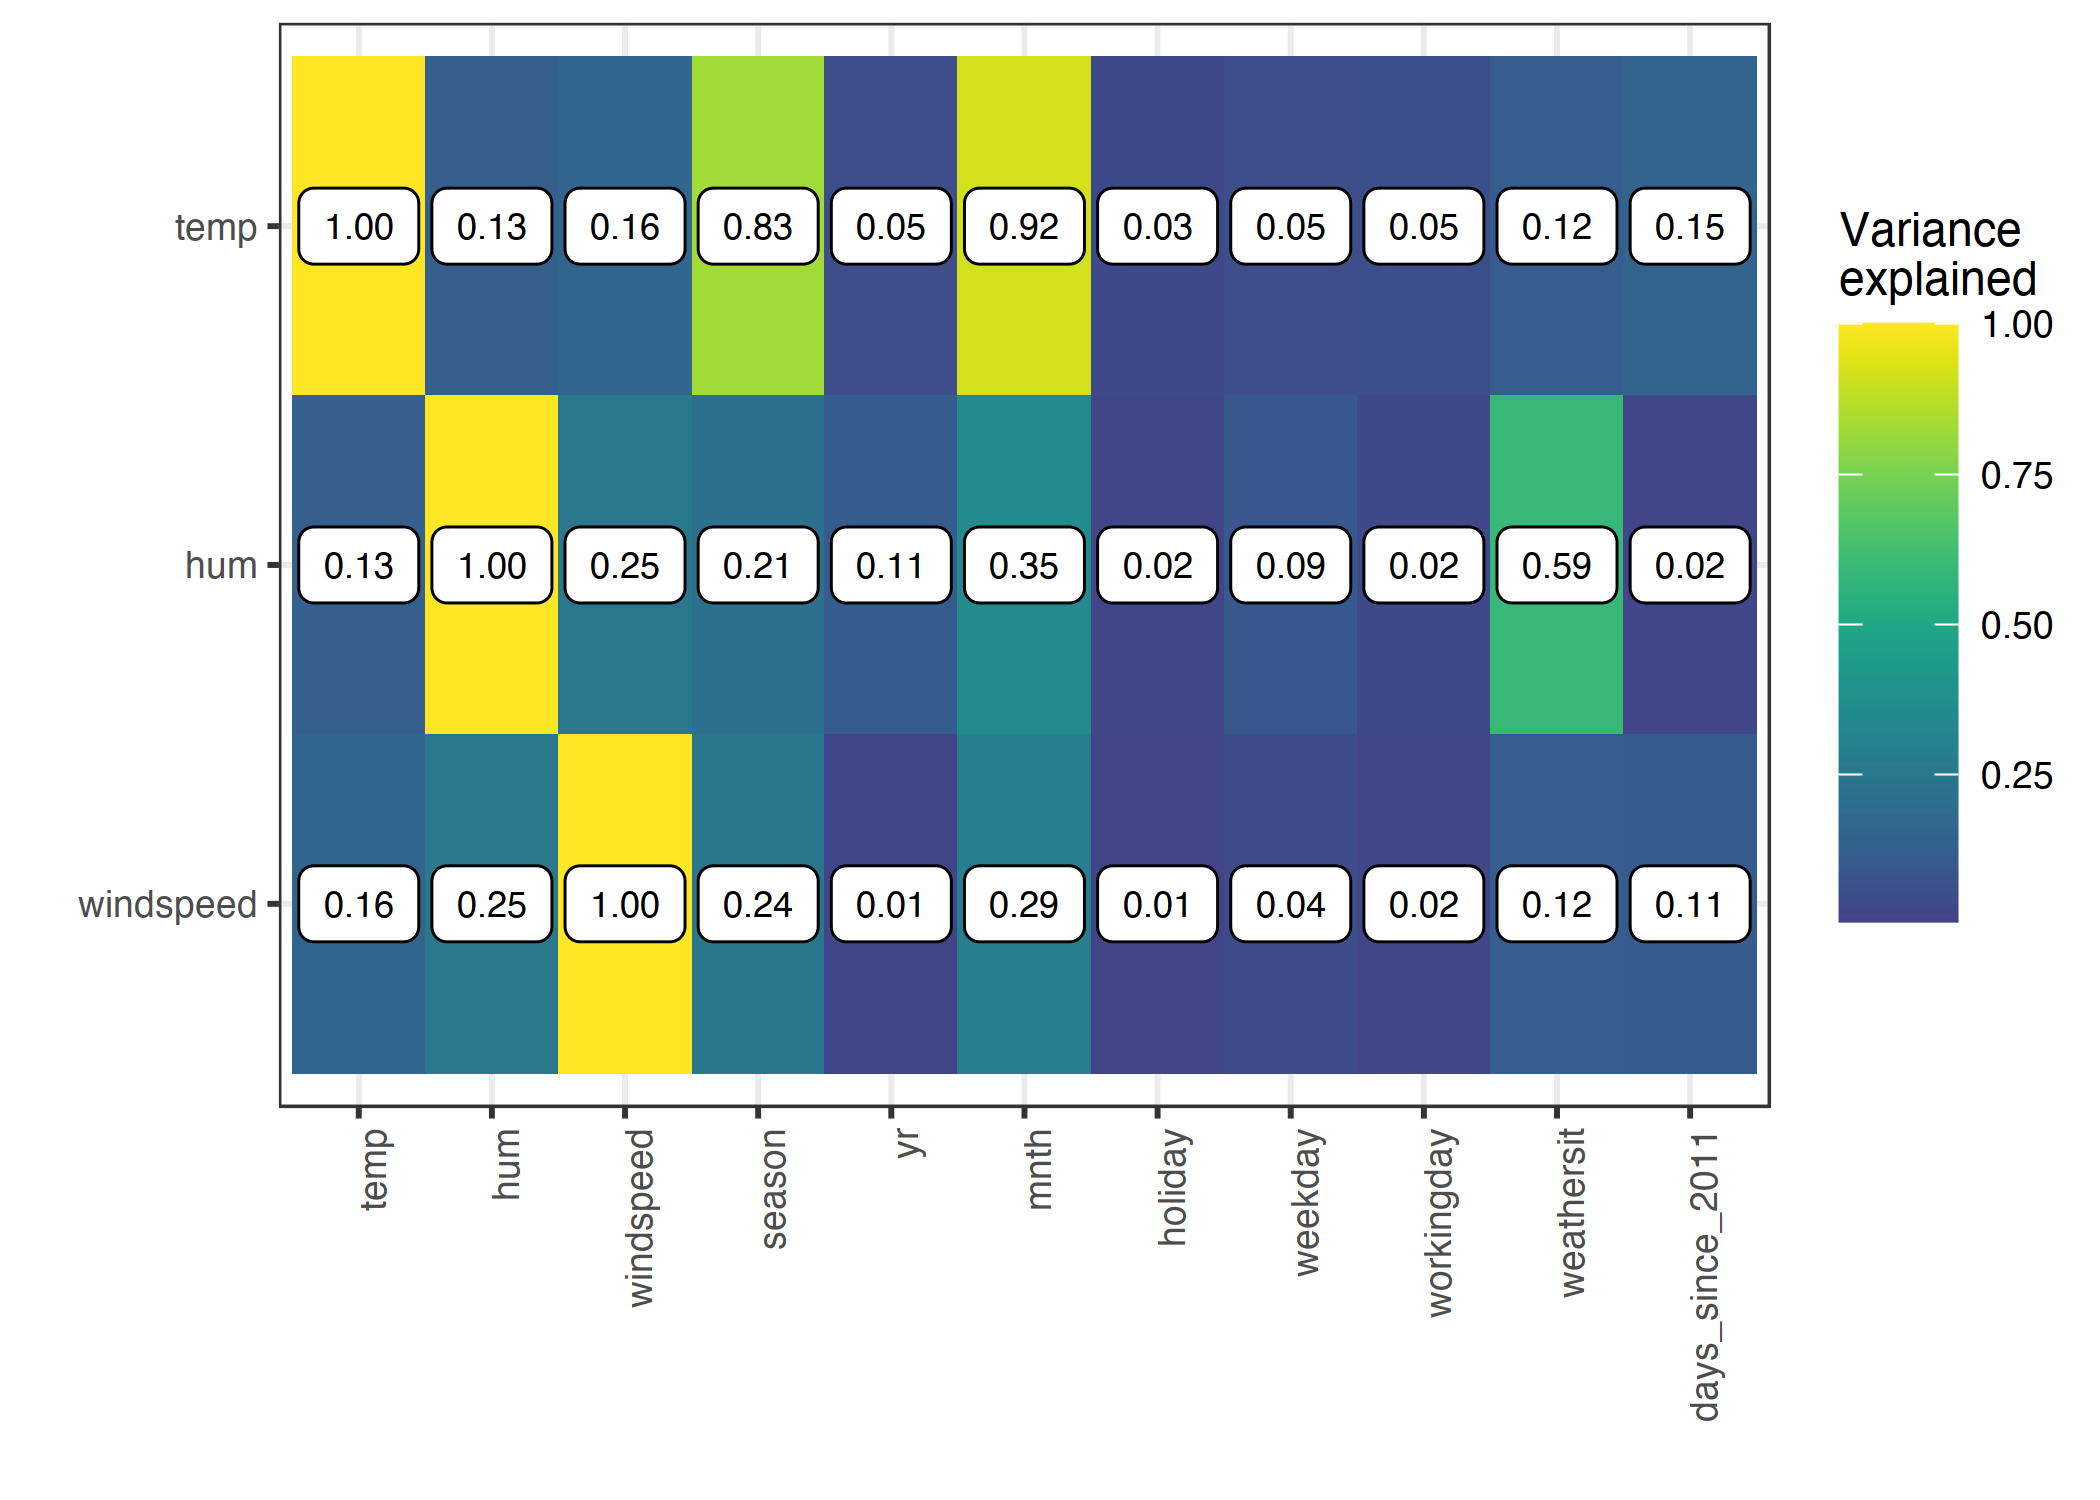 temp 1.00 0.13 0.16 0.83 0.05 0.92 0.03 0.05 0.05 0.12 0.15
hum 0.13 1.00 0.25 0.21 0.11 0.35 0.02 0.09 0.02 0.59 0.02
windspeed 0.16 0.25 1.00 0.24 0.01 0.29 0.01 0.04 0.02 0.12 0.11
temp
hum
windspeed
season
yr
mnth
holiday
weekday
workingday
weathersit
days_since_2011
Variance
explained
1.00
0.75
0.50
0.25